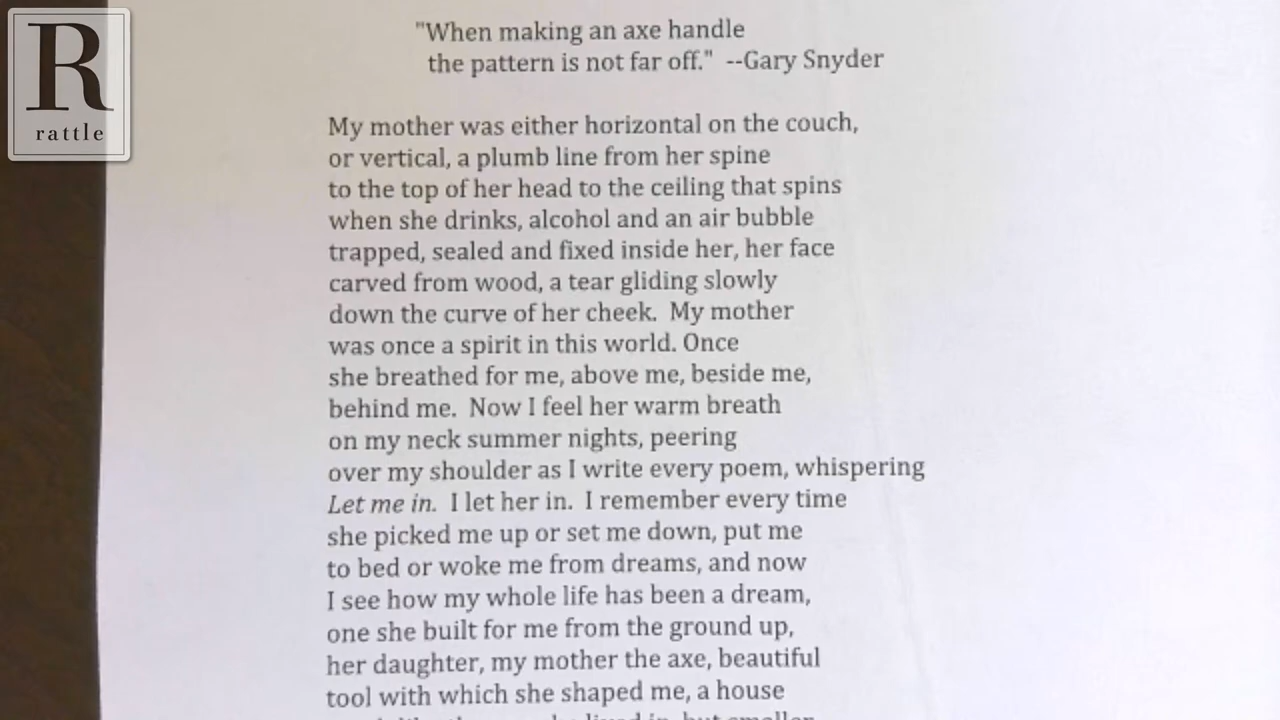 R
rattle
"When making an axe handle
the pattern is not far off." --Gary Snyder
My mother was either horizontal on the couch,
or vertical, a plumb line from her spine
to the top of her head to the ceiling that spins
when she drinks, alcohol and an air bubble
trapped, sealed and fixed inside her, her face
carved from wood, a tear gliding slowly
down the curve of her cheek.  My mother
was once a spirit in this world. Once
she breathed for me, above me, beside me,
behind me.  Now I feel her warm breath
on my neck summer nights, peering
over my shoulder as I write every poem, whispering
Let me in.  I let her in.  I remember every time
she picked me up or set me down, put me
to bed or woke me from dreams, and now
I see how my whole life has been a dream,
one she built for me from the ground up,
her daughter, my mother the axe, beautiful
tool with which she shaped me, a house
lived in, but smaller